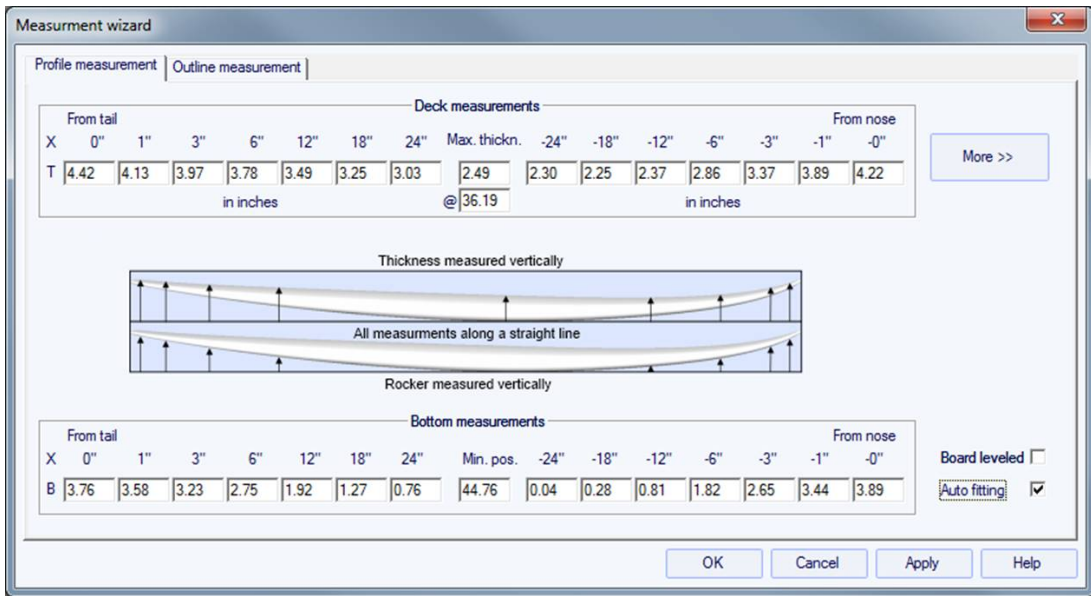 Measurment wizard
Profile measurement Outline measurement
Deck measurements
From tail From nose
X 0" 1" 3" 6" 12" 18" 24" Max. thickn. -24" -18" -12" -6" -3" -1" -0"
More >>
T 4.42 4.13 3.97 3.78 3.49 3.25 3.03 2.49 2.30 2.25 2.37 2.86 3.37 3.89 4.22
in inches @ 36.19 in inches
Thickness measured vertically
All measurments along a straight line
Rocker measured vertically
Bottom measurements
From tail From nose
X 0" 1" 3" 6" 12" 18" 24" Min. pos. -24" -18" -12" -6" -3" -1" -0" Board leveled
B 3.76 3.58 3.23 2.75 1.92 1.27 0.76 44.76 0.04 0.28 0.81 1.82 2.65 3.44 3.89 Auto fitting
OK Cancel Apply Help